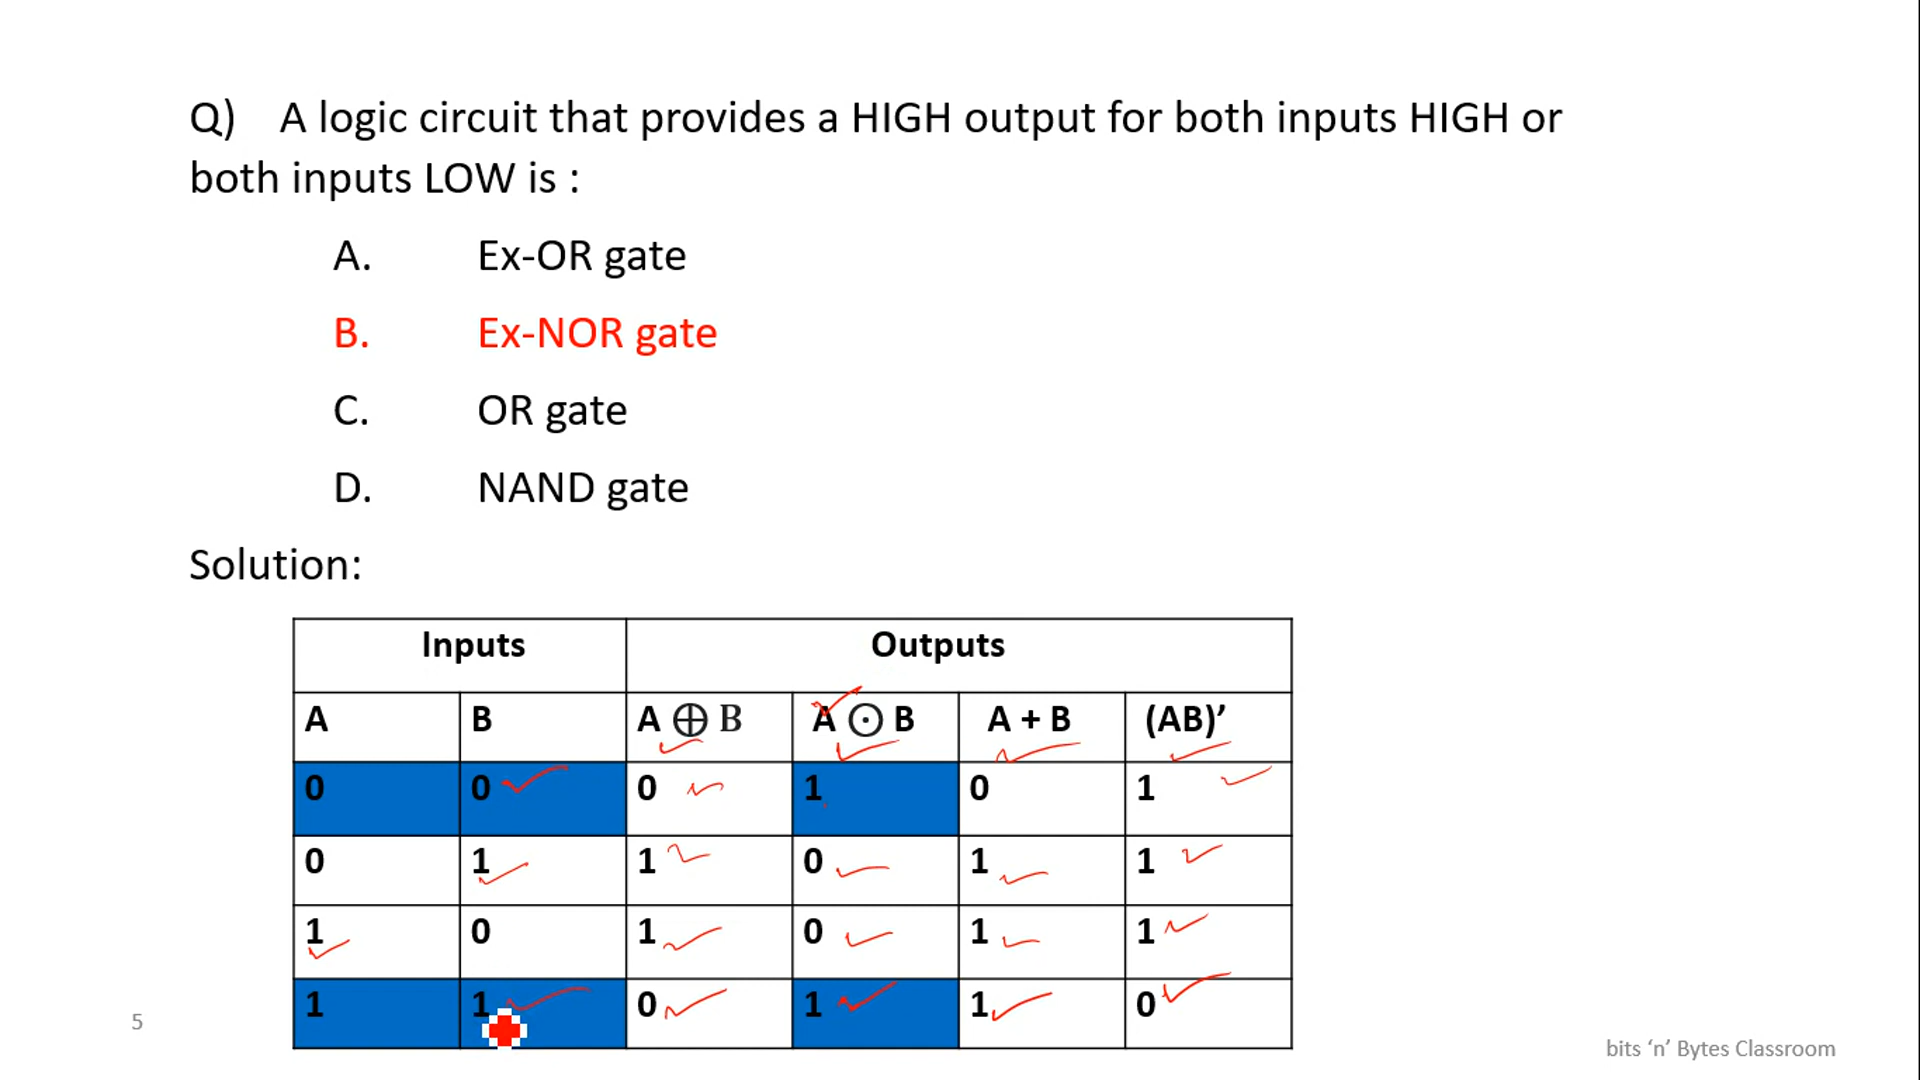 Q) A logic circuit that provides a HIGH output for both inputs HIGH or
both inputs LOW is :
A. Ex-OR gate
B. Ex-NOR gate
C. OR gate
D. NAND gate
Solution:
Inputs Outputs
A B A ⊕ B A ⊙ B A + B (AB)’
0 0 0 1 0 1
0 1 1 0 1 1
1 0 1 0 1 1
1 1 0 1 1 0
5
bits ‘n’ Bytes Classroom